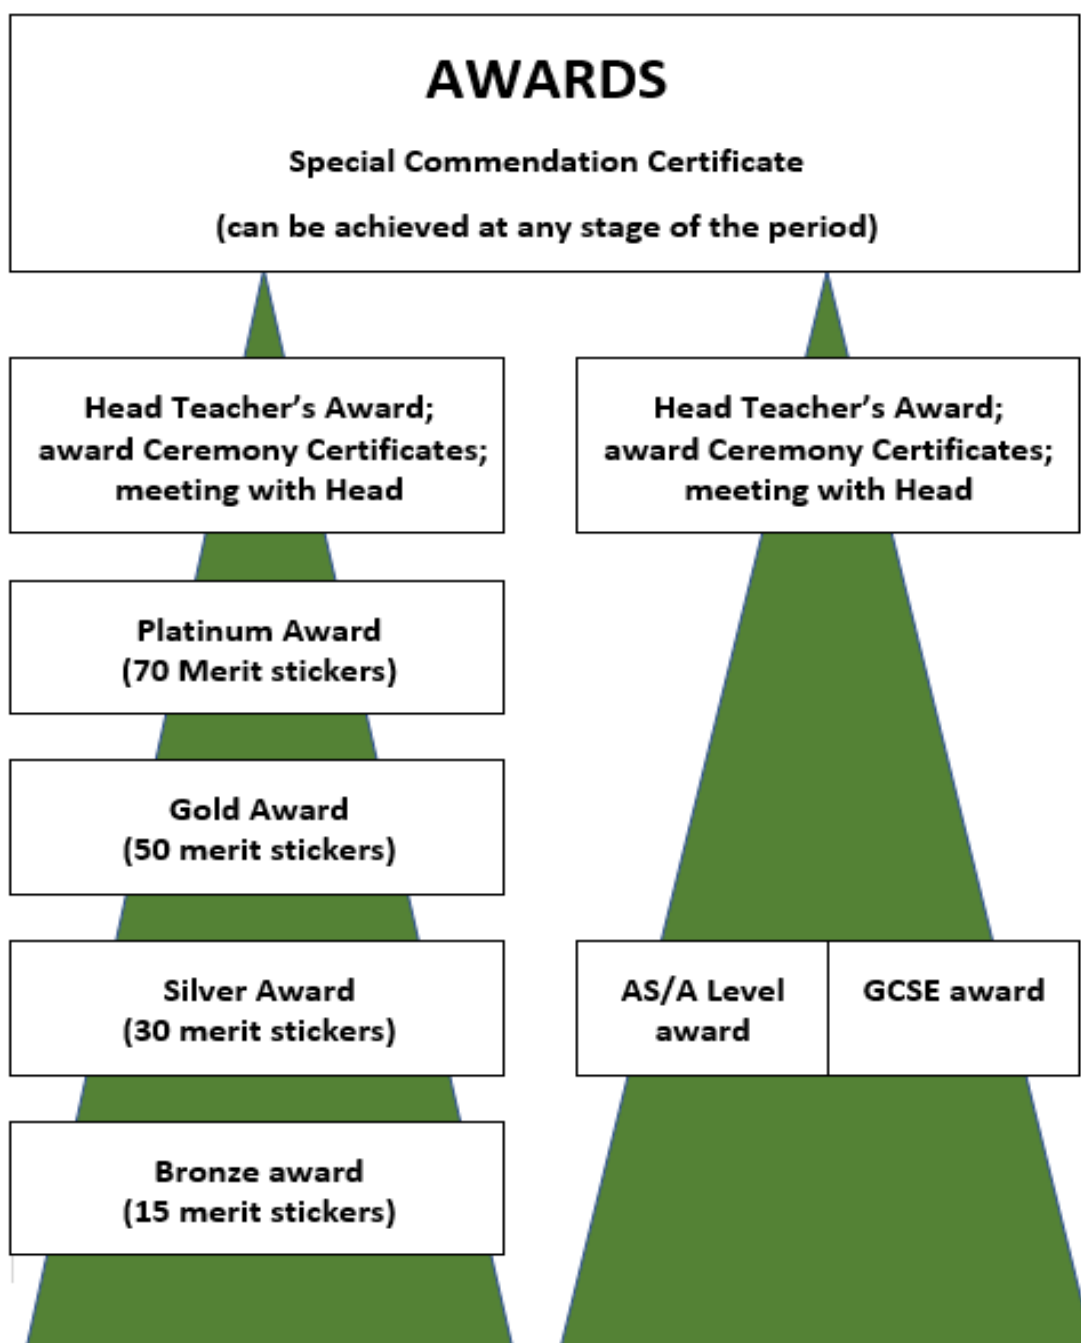 AWARDS
Special Commendation Certificate
(can be achieved at any stage of the period)
Head Teacher’s Award;
award Ceremony Certificates;
meeting with Head
Head Teacher’s Award;
award Ceremony Certificates;
meeting with Head
Platinum Award
(70 Merit stickers)
Gold Award
(50 merit stickers)
Silver Award
(30 merit stickers)
AS/A Level
award
GCSE award
Bronze award
(15 merit stickers)